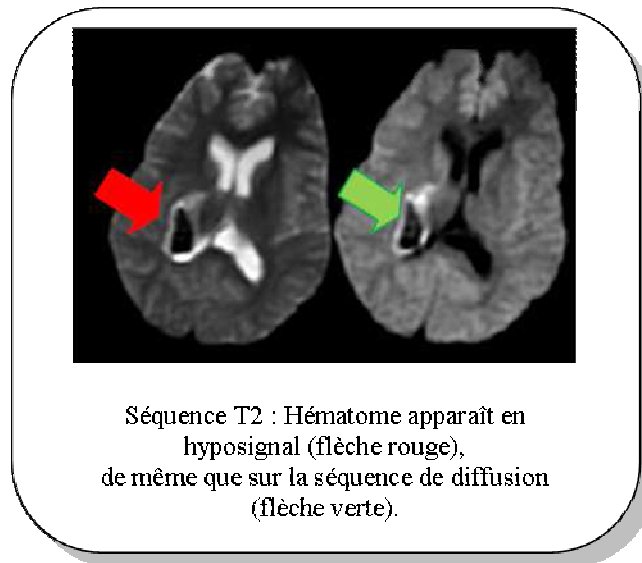 Séquence T2 : Hématome apparaît en
hyposignal (flèche rouge),
de même que sur la séquence de diffusion
(flèche verte).